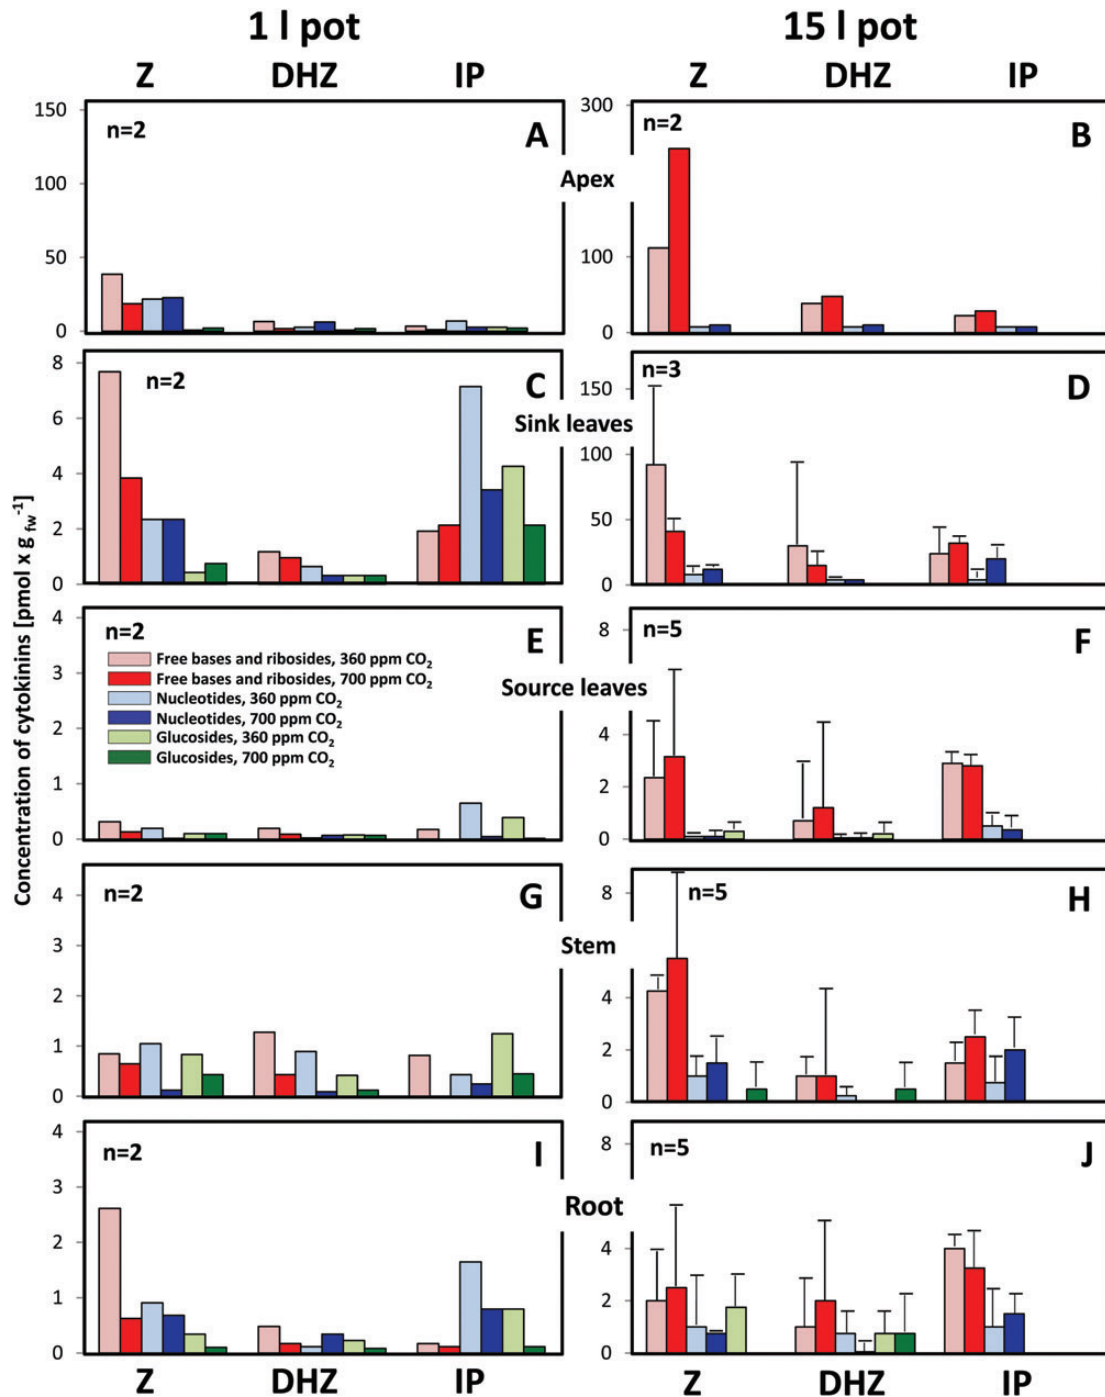 1 l pot 15 l pot
Z DHZ IP Z DHZ IP
150 n=2 A 300 n=2 B
100 Apex
50 100
0 0
8 n=2 C n=3 D
6 150
Sink leaves
4 100
2 50
0 0
Concentration of cytokinins [pmol x g fw -1]
4 n=2 E 8 n=5 F
Free bases and ribosides, 360 ppm CO2
3 Free bases and ribosides, 700 ppm CO2
Source leaves
Nucleotides, 360 ppm CO2
2 Nucleotides, 700 ppm CO2 4
Glucosides, 360 ppm CO2
Glucosides, 700 ppm CO2
1 2
0 0
4 n=2 G 8 n=5 H
3 Stem
2 4
1 2
0 0
4 n=2 I 8 n=5 J
3 Root
2 4
1 2
0 0
Z DHZ IP Z DHZ IP